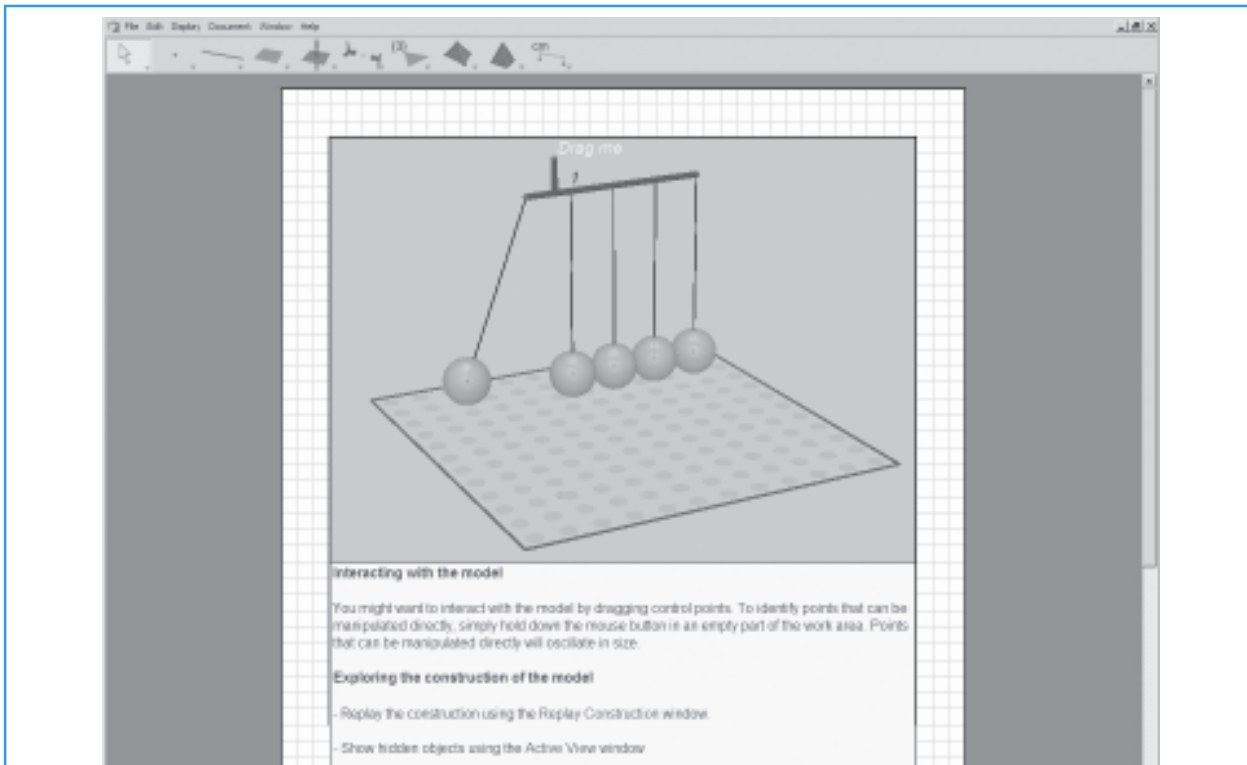 File Edit Display Document Window Help
(3)
cm
Drag me
Interacting with the model
You might want to interact with the model by dragging control points. To identify points that can be
manipulated directly, simply hold down the mouse button in an empty part of the work area. Points
that can be manipulated directly will oscillate in size.
Exploring the construction of the model
- Replay the construction using the Replay Construction window.
- Show hidden objects using the Active View window